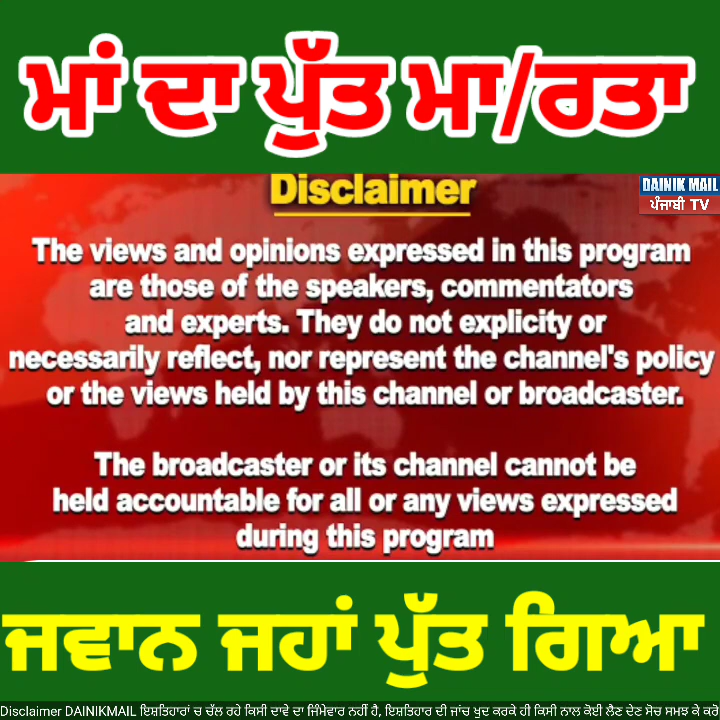 ਮਾਂ ਦਾ ਪੁੱਤ ਮਾ/ਰਤਾ
Disclaimer
DAINIK MAIL
ਪੰਜਾਬੀ TV
The views and opinions expressed in this program
are those of the speakers, commentators
and experts. They do not explicity or
necessarily reflect, nor represent the channel's policy
or the views held by this channel or broadcaster.
The broadcaster or its channel cannot be
held accountable for all or any views expressed
during this program
ਜਵਾਨ ਜਹਾਂ ਪੁੱਤ ਗਿਆ
Disclaimer DAINIKMAIL ਇਸ਼ਤਿਹਾਰਾਂ ਚ ਚੱਲ ਰਹੇ ਕਿਸੀ ਦਾਵੇ ਦਾ ਜਿੰਮੇਵਾਰ ਨਹੀਂ ਹੈ, ਇਸ਼ਤਿਹਾਰ ਦੀ ਜਾਂਚ ਖੁਦ ਕਰਕੇ ਹੀ ਕਿਸੀ ਨਾਲ ਕੋਈ ਲੈਣ ਦੇਣ ਸੋਚ ਸਮਝ ਕੇ ਕਰੋ